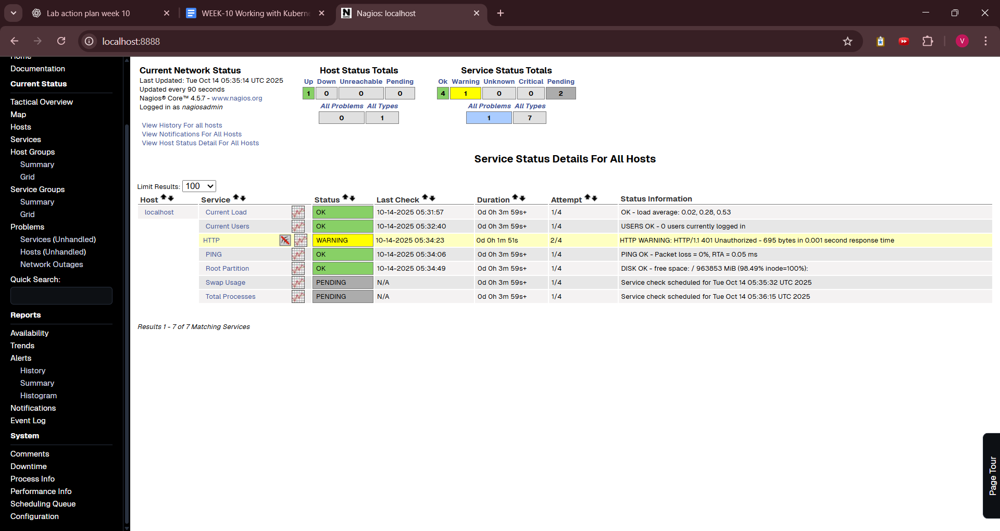 Lab action plan week 10
WEEK-10 Working with Kuberne
Nagios: localhost
localhost:8888
V
Home
Documentation
Current Status
Tactical Overview
Map
Hosts
Services
Host Groups
Summary
Grid
Service Groups
Summary
Grid
Problems
Services (Unhandled)
Hosts (Unhandled)
Network Outages
Quick Search:
Reports
Availability
Trends
Alerts
History
Summary
Histogram
Notifications
Event Log
System
Comments
Downtime
Process Info
Performance Info
Scheduling Queue
Configuration
Current Network Status
Last Updated: Tue Oct 14 05:35:14 UTC 2025
Updated every 90 seconds
Nagios® Core™ 4.5.7 - www.nagios.org
Logged in as nagiosadmin
View History For all hosts
View Notifications For All Hosts
View Host Status Detail For All Hosts
Host Status Totals
Up Down Unreachable Pending
1 0 0 0
All Problems All Types
0 1
Service Status Totals
Ok Warning Unknown Critical Pending
4 1 0 0 2
All Problems All Types
1 7
Service Status Details For All Hosts
Limit Results: 100
Host Service Status Last Check Duration Attempt Status Information
localhost Current Load OK 10-14-2025 05:31:57 0d 0h 3m 59s+ 1/4 OK - load average: 0.02, 0.28, 0.53
Current Users OK 10-14-2025 05:32:40 0d 0h 3m 59s+ 1/4 USERS OK - 0 users currently logged in
HTTP WARNING 10-14-2025 05:34:23 0d 0h 1m 51s 2/4 HTTP WARNING: HTTP/1.1 401 Unauthorized - 695 bytes in 0.001 second response time
PING OK 10-14-2025 05:34:06 0d 0h 3m 59s+ 1/4 PING OK - Packet loss = 0%, RTA = 0.05 ms
Root Partition OK 10-14-2025 05:34:49 0d 0h 3m 59s+ 1/4 DISK OK - free space: / 963853 MiB (98.49% inode=100%):
Swap Usage PENDING N/A 0d 0h 3m 59s+ 1/4 Service check scheduled for Tue Oct 14 05:35:32 UTC 2025
Total Processes PENDING N/A 0d 0h 3m 59s+ 1/4 Service check scheduled for Tue Oct 14 05:36:15 UTC 2025
Results 1 - 7 of 7 Matching Services
Page Tour